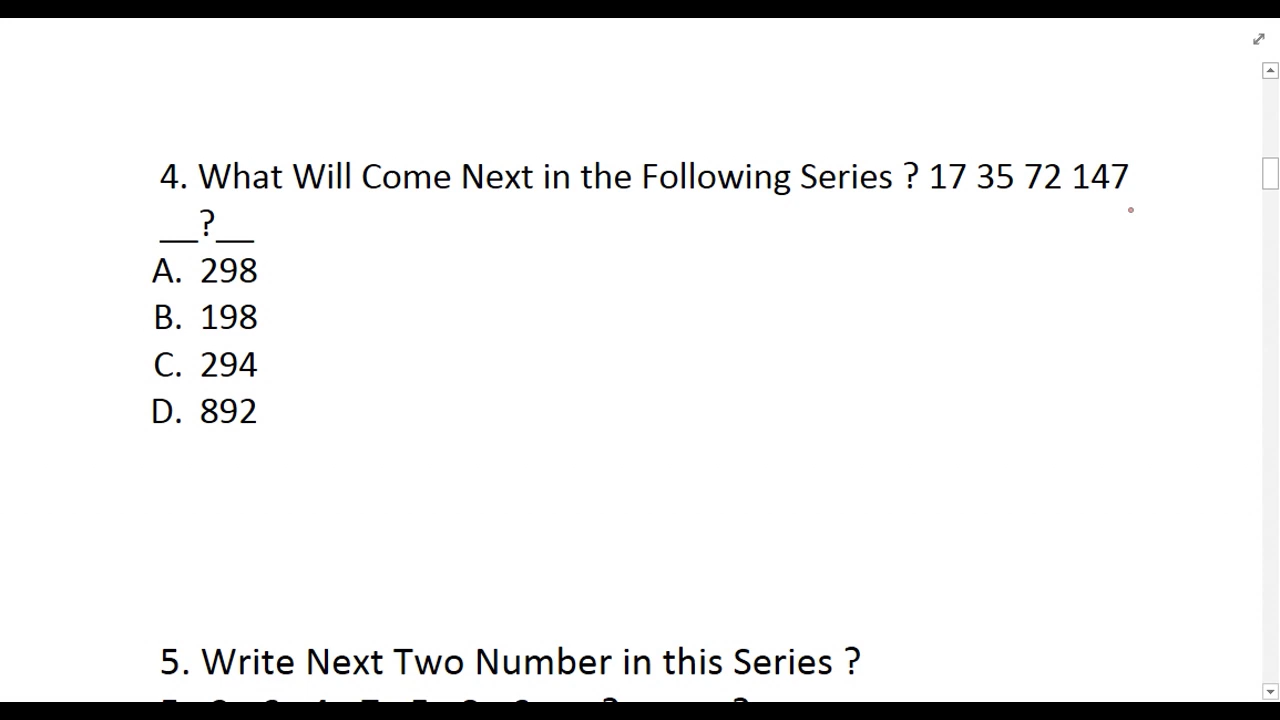 4. What Will Come Next in the Following Series ? 17 35 72 147
__?__
A. 298
B. 198
C. 294
D. 892
5. Write Next Two Number in this Series ?